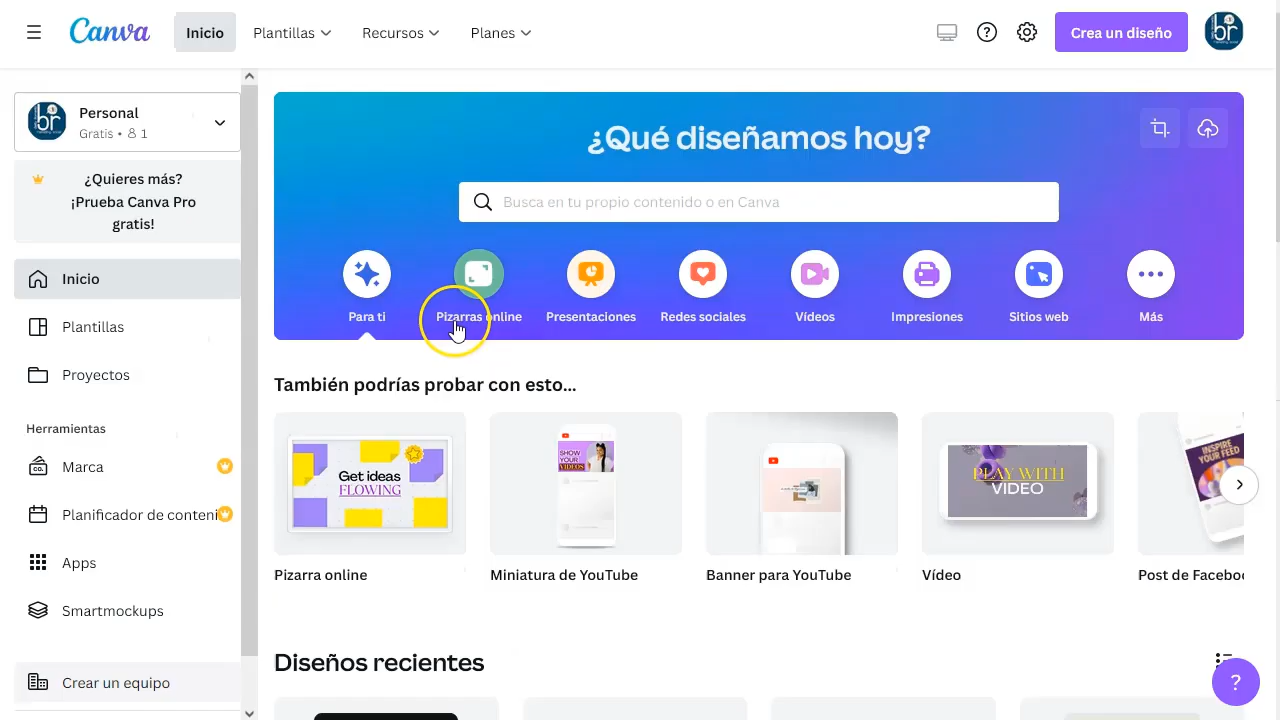 Canva
Inicio
Plantillas
Recursos
Planes
Crea un diseño
br
Personal
Gratis • 1
¿Quieres más?
¡Prueba Canva Pro
gratis!
Inicio
Plantillas
Proyectos
Herramientas
Marca
Planificador de conteni
Apps
Smartmockups
Crear un equipo
¿Qué diseñamos hoy?
Busca en tu propio contenido o en Canva
Para ti
Pizarras online
Presentaciones
Redes sociales
Vídeos
Impresiones
Sitios web
Más
También podrías probar con esto...
Get ideas
FLOWING
SHOW
YOUR
VIDEOS
PLAY WITH
VIDEO
INSPIRE
YOUR FEED
Pizarra online
Miniatura de YouTube
Banner para YouTube
Vídeo
Post de Facebo
Diseños recientes
?